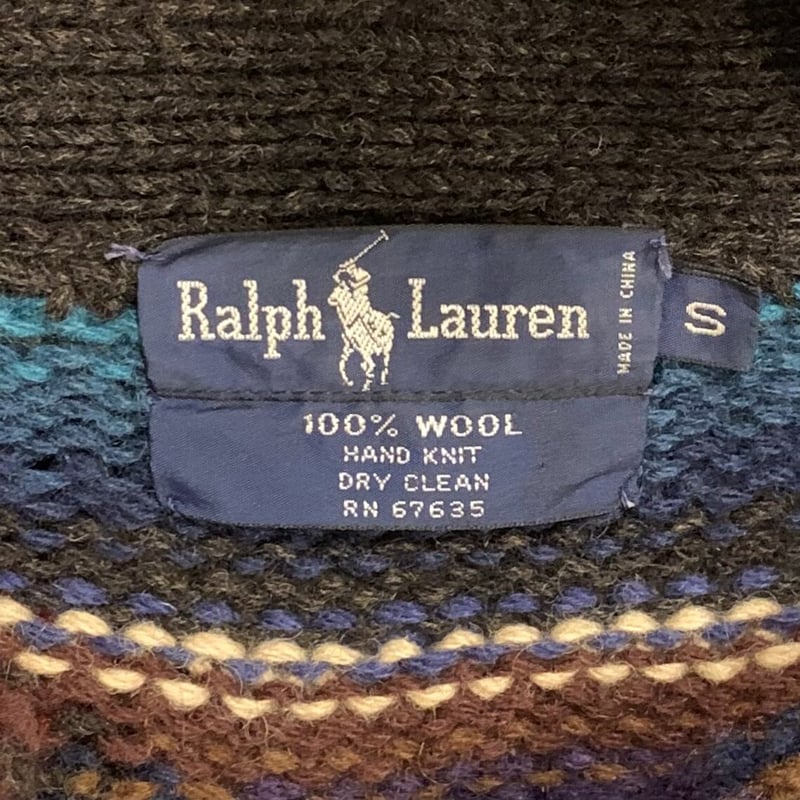 Ralph Lauren
MADE IN CHINA
S
100% WOOL
HAND KNIT
DRY CLEAN
RN 67635